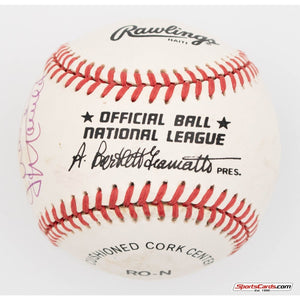 Rawlings
HAITI
★ OFFICIAL BALL ★
NATIONAL LEAGUE
A. Bartlett Giamatti PRES.
CUSHIONED CORK CENTER
RO-N
SportsCards.com